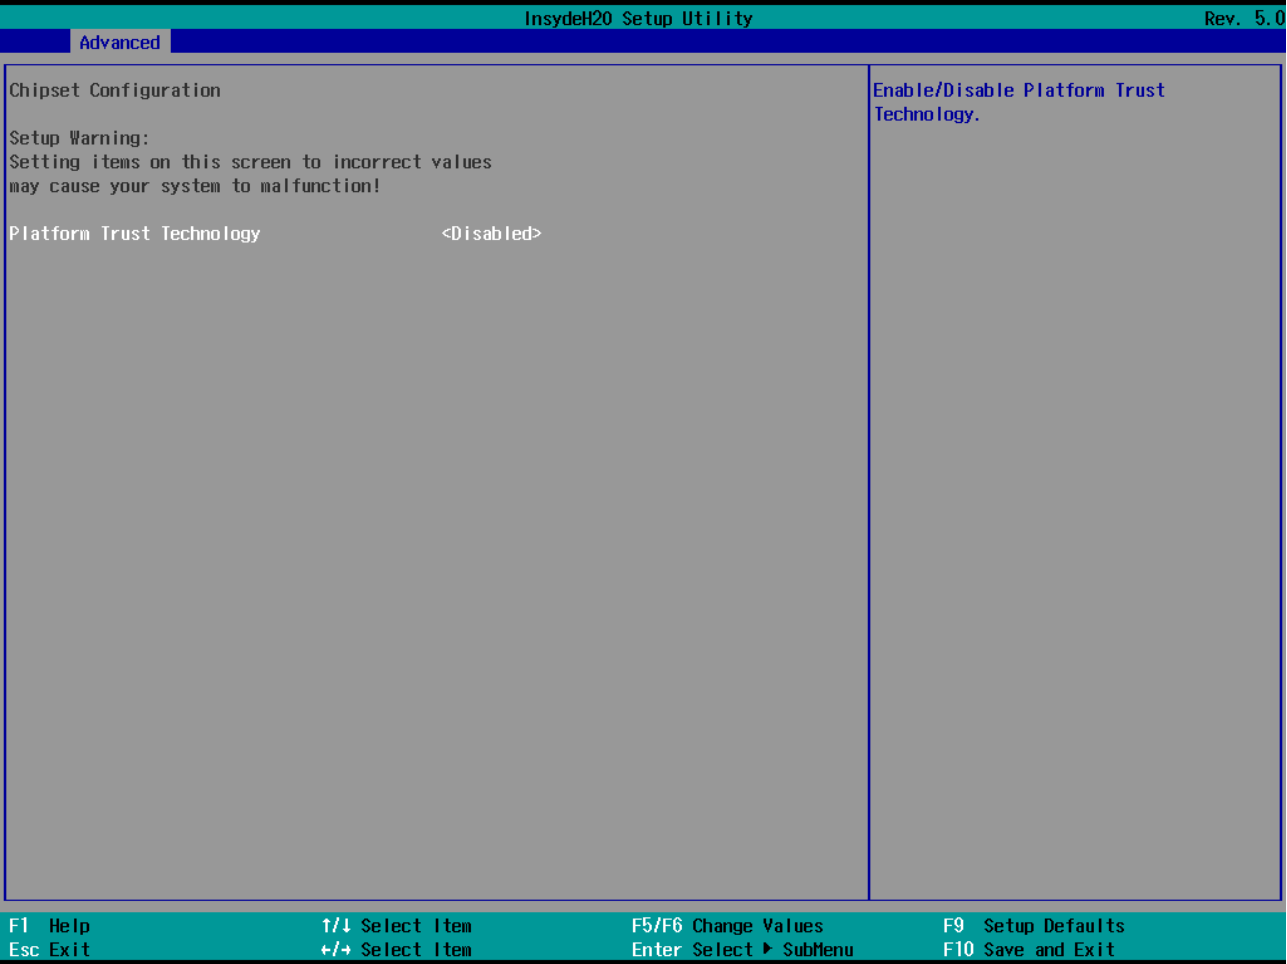 InsydeH20 Setup Utility Rev. 5.0
Advanced
Chipset Configuration
Setup Warning:
Setting items on this screen to incorrect values
may cause your system to malfunction!
Platform Trust Technology <Disabled>
Enable/Disable Platform Trust
Technology.
F1 Help ↑/↓ Select Item F5/F6 Change Values F9 Setup Defaults
Esc Exit ←/→ Select Item Enter Select ▶ SubMenu F10 Save and Exit